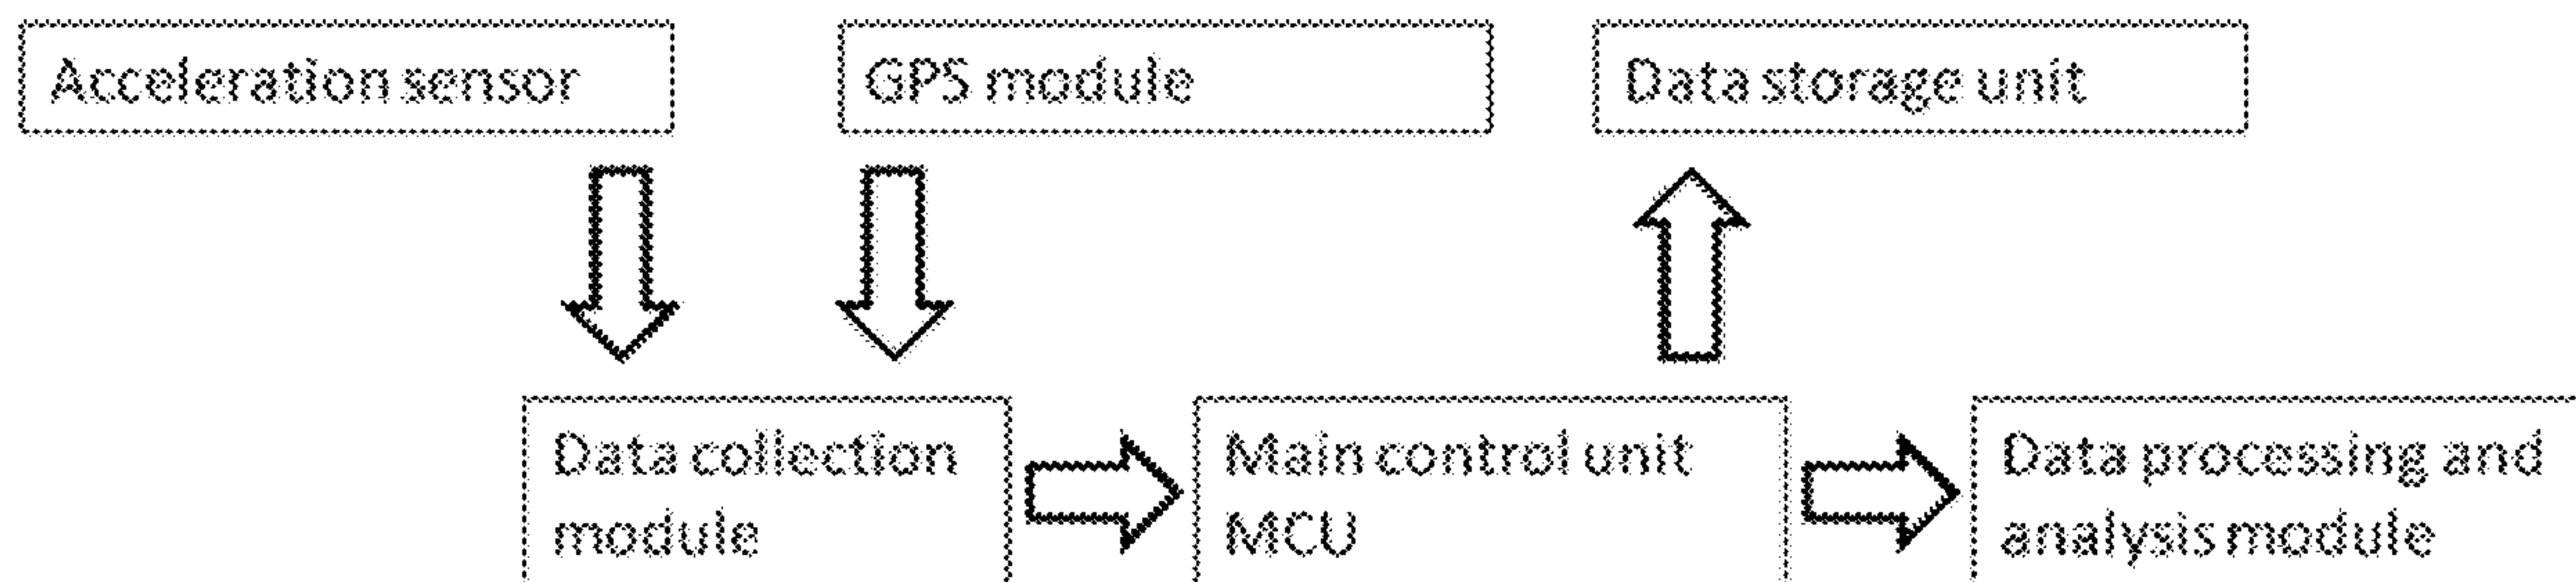 Acceleration sensor
GPS module
Data storage unit
Data collection
module
Main control unit
MCU
Data processing and
analysis module